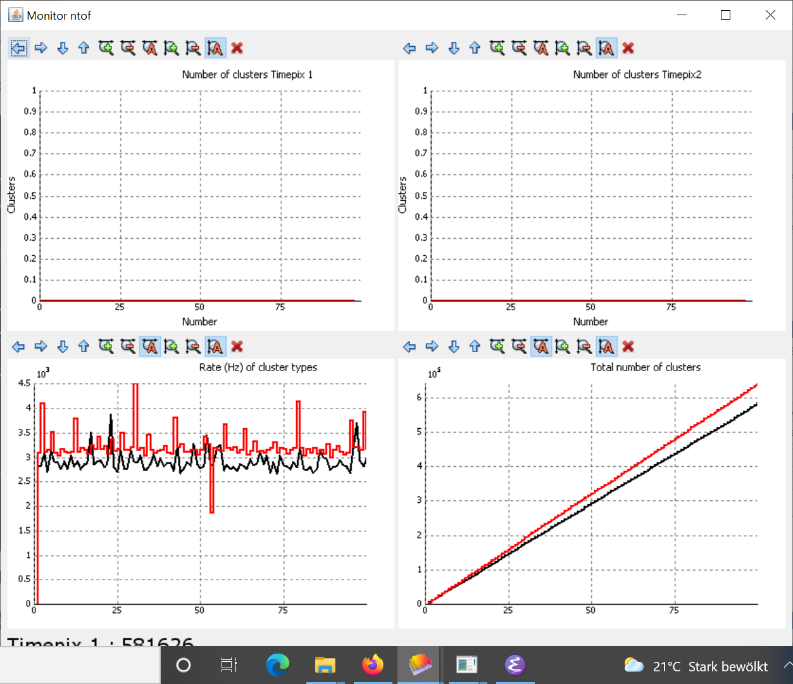 Monitor ntof
Number of clusters Timepix 1
1
0.9
0.8
0.7
0.6
0.5
0.4
0.3
0.2
0.1
0
Clusters
0 25 50 75
Number
Number of clusters Timepix2
1
0.9
0.8
0.7
0.6
0.5
0.4
0.3
0.2
0.1
0
Clusters
0 25 50 75
Number
Rate (Hz) of cluster types
10³
4.5
4
3.5
3
2.5
2
1.5
1
0.5
0
0 25 50 75
Total number of clusters
6
5
4
3
2
1
0
0 25 50 75
Timepix 1 : 581626
21°C Stark bewölkt